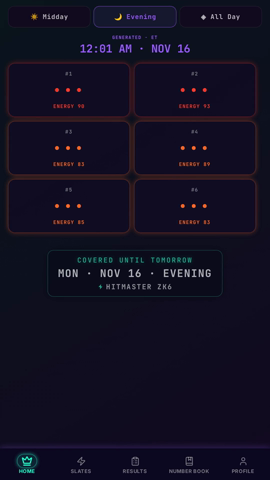 Midday
Evening
All Day
GENERATED · ET
12:01 AM · NOV 16
#1
#2
ENERGY 90
ENERGY 93
#3
#4
ENERGY 83
ENERGY 89
#5
#6
ENERGY 85
ENERGY 83
COVERED UNTIL TOMORROW
MON · NOV 16 · EVENING
HITMASTER ZK6
HOME
SLATES
RESULTS
NUMBER BOOK
PROFILE